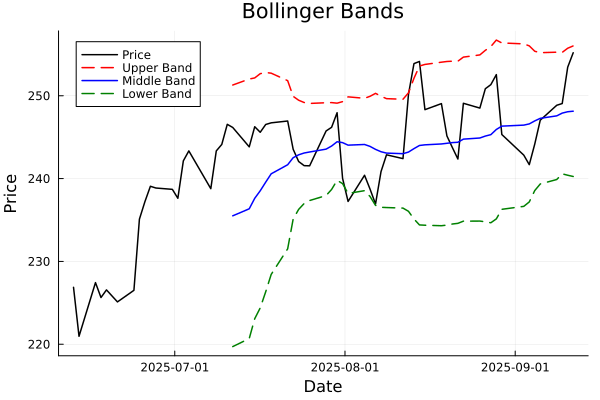 Bollinger Bands
Price
Upper Band
Middle Band
Lower Band
Price
250
240
230
220
2025-07-01
2025-08-01
2025-09-01
Date